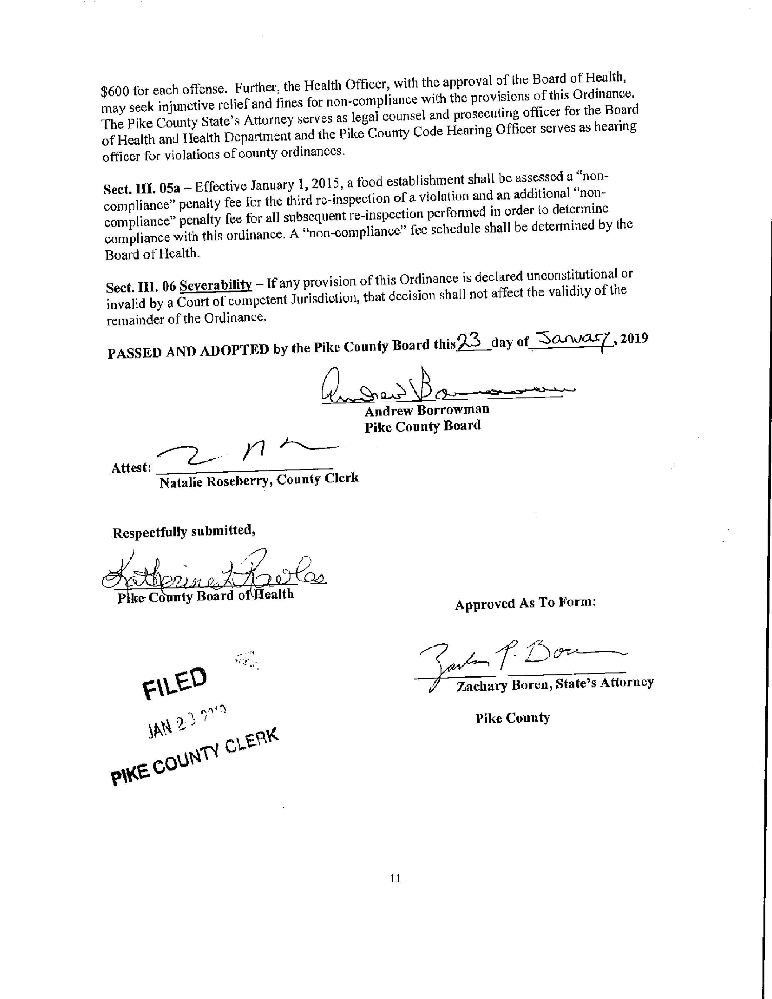 $600 for each offense. Further, the Health Officer, with the approval of the Board of Health,
may seek injunctive relief and fines for non-compliance with the provisions of this Ordinance.
The Pike County State's Attorney serves as legal counsel and prosecuting officer for the Board
of Health and Health Department and the Pike County Code Hearing Officer serves as hearing
officer for violations of county ordinances.
Sect. III. 05a – Effective January 1, 2015, a food establishment shall be assessed a “non-
compliance” penalty fee for the third re-inspection of a violation and an additional “non-
compliance” penalty fee for all subsequent re-inspection performed in order to determine
compliance with this ordinance. A “non-compliance” fee schedule shall be determined by the
Board of Health.
Sect. III. 06 Severability – If any provision of this Ordinance is declared unconstitutional or
invalid by a Court of competent Jurisdiction, that decision shall not affect the validity of the
remainder of the Ordinance.
PASSED AND ADOPTED by the Pike County Board this 23 day of January, 2019
Andrew Borrowman
Andrew Borrowman
Pike County Board
Attest:
Natalie Roseberry, County Clerk
Respectfully submitted,
Katherine L
Pike County Board of Health
Approved As To Form:
Zachary P. Boren
Zachary Boren, State's Attorney
Pike County
FILED
JAN 23
PIKE COUNTY CLERK
11